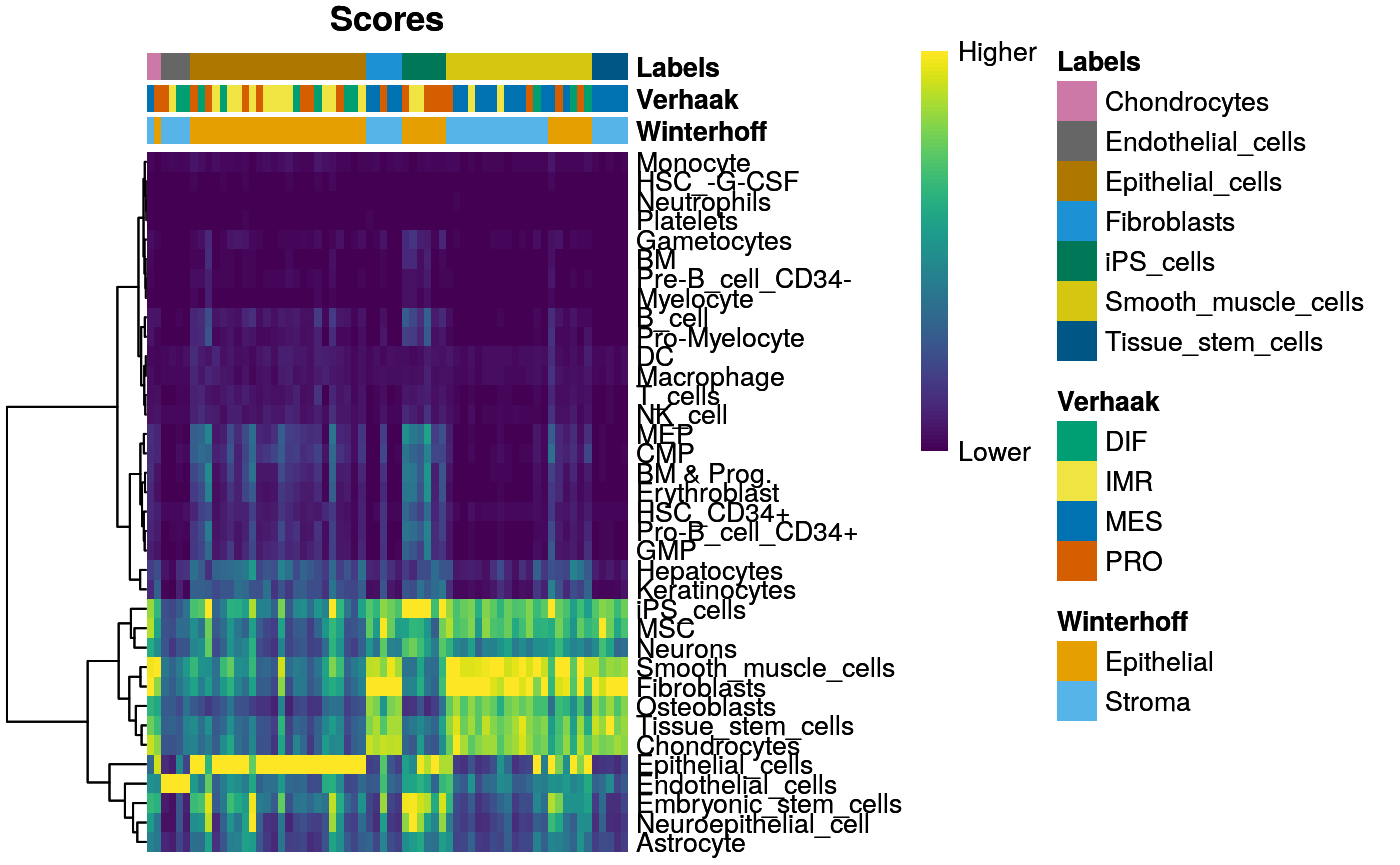 Scores
Labels
Verhaak
Winterhoff
Monocyte
HSC_-G-CSF
Neutrophils
Platelets
Gametocytes
BM
Pre-B_cell_CD34-
Myelocyte
B_cell
Pro-Myelocyte
DC
Macrophage
T_cells
NK_cell
MEP
CMP
BM & Prog.
Erythroblast
HSC_CD34+
Pro-B_cell_CD34+
GMP
Hepatocytes
Keratinocytes
iPS_cells
MSC
Neurons
Smooth_muscle_cells
Fibroblasts
Osteoblasts
Tissue_stem_cells
Chondrocytes
Epithelial_cells
Endothelial_cells
Embryonic_stem_cells
Neuroepithelial_cell
Astrocyte
Higher
Lower
Labels
Chondrocytes
Endothelial_cells
Epithelial_cells
Fibroblasts
iPS_cells
Smooth_muscle_cells
Tissue_stem_cells
Verhaak
DIF
IMR
MES
PRO
Winterhoff
Epithelial
Stroma